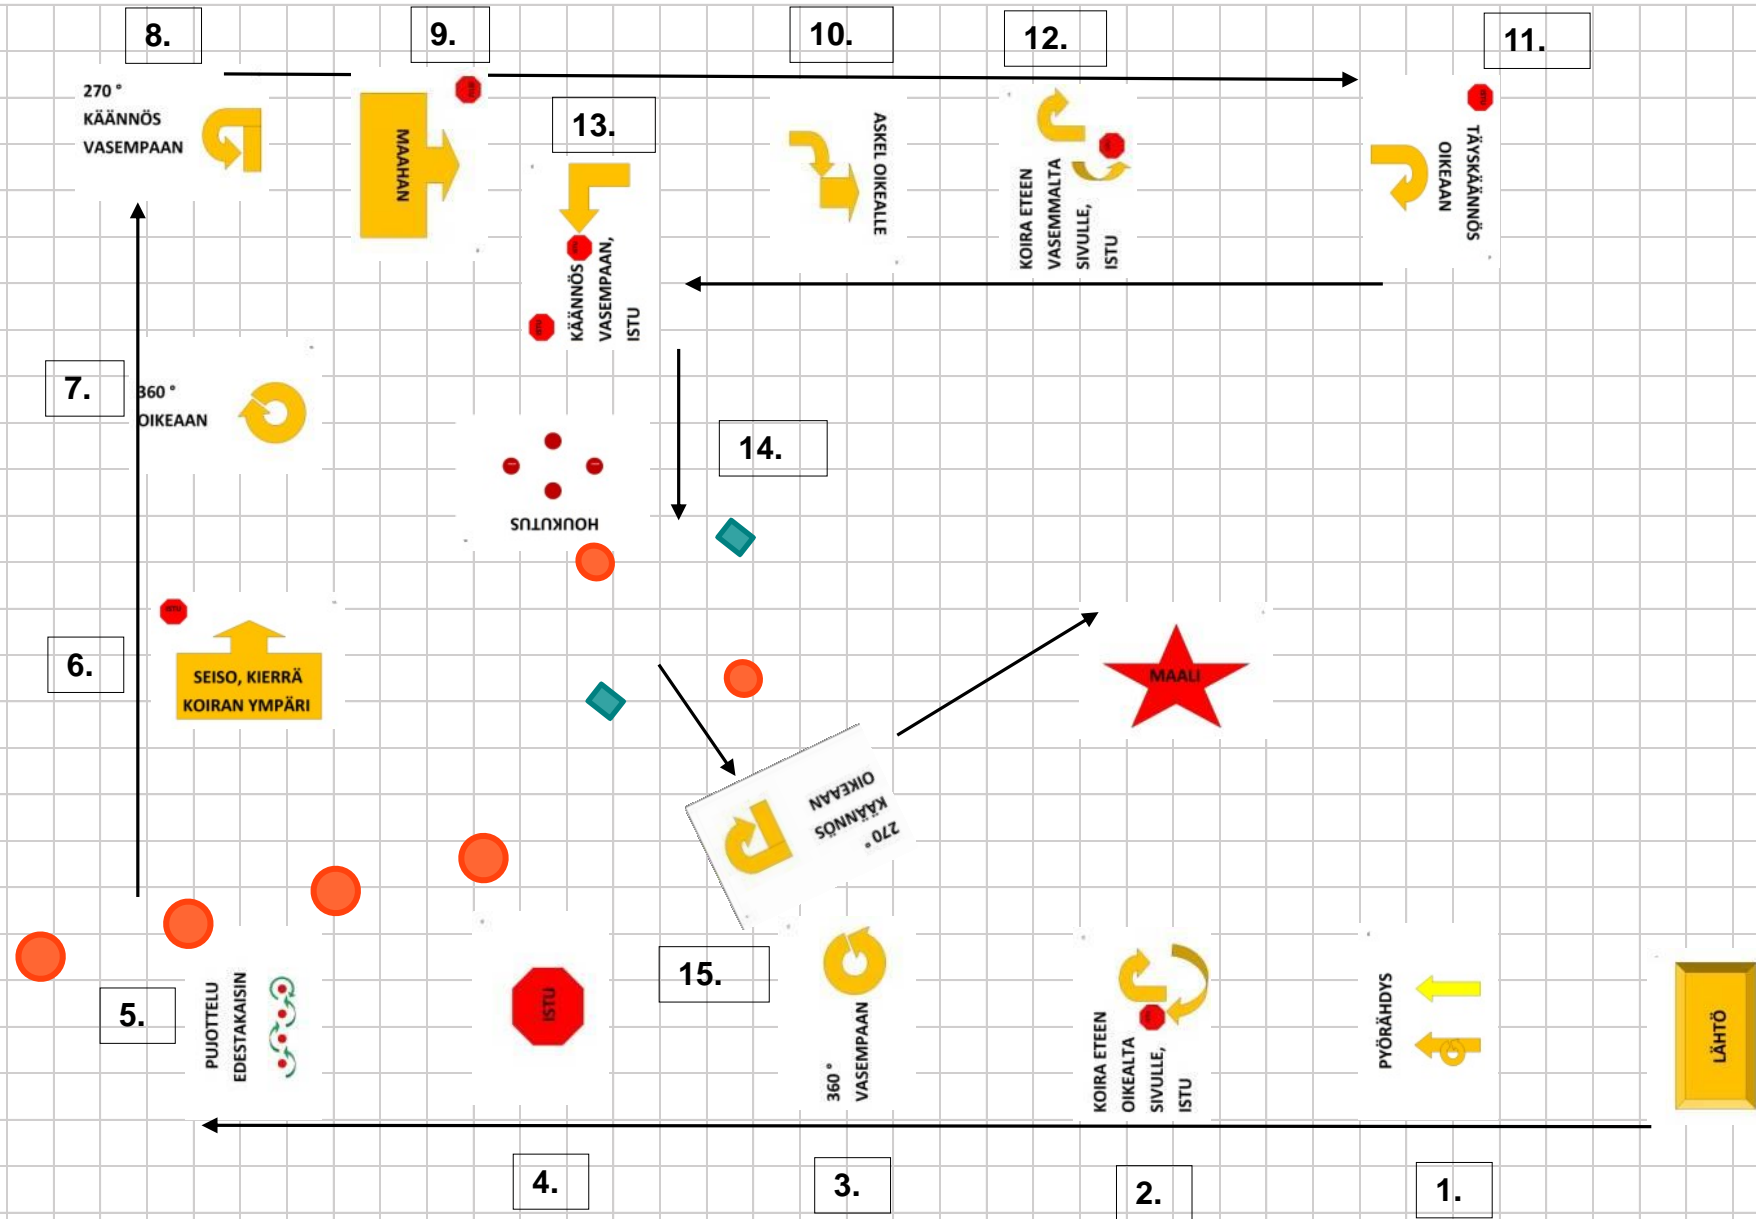 8.
9.
10.
12.
11.
270 °
KÄÄNNÖS
VASEMPAAN
MAAHAN
13.
KÄÄNNÖS
VASEMPAAN,
ISTU
ASKEL OIKEALLE
KOIRA ETEEN
VASEMMALTA
SIVULLE,
ISTU
TÄYSKÄÄNNÖS
OIKEAAN
7.
360 °
OIKEAAN
HOUKUTUS
14.
6.
SEISO, KIERRÄ
KOIRAN YMPÄRI
MAALI
270 °
KÄÄNNÖS
OIKEAAN
15.
5.
PUJOTTELU
EDESTAKAISIN
ISTU
360 °
VASEMPAAN
KOIRA ETEEN
OIKEALTA
SIVULLE,
ISTU
PYÖRÄHDYS
LÄHTÖ
4.
3.
2.
1.